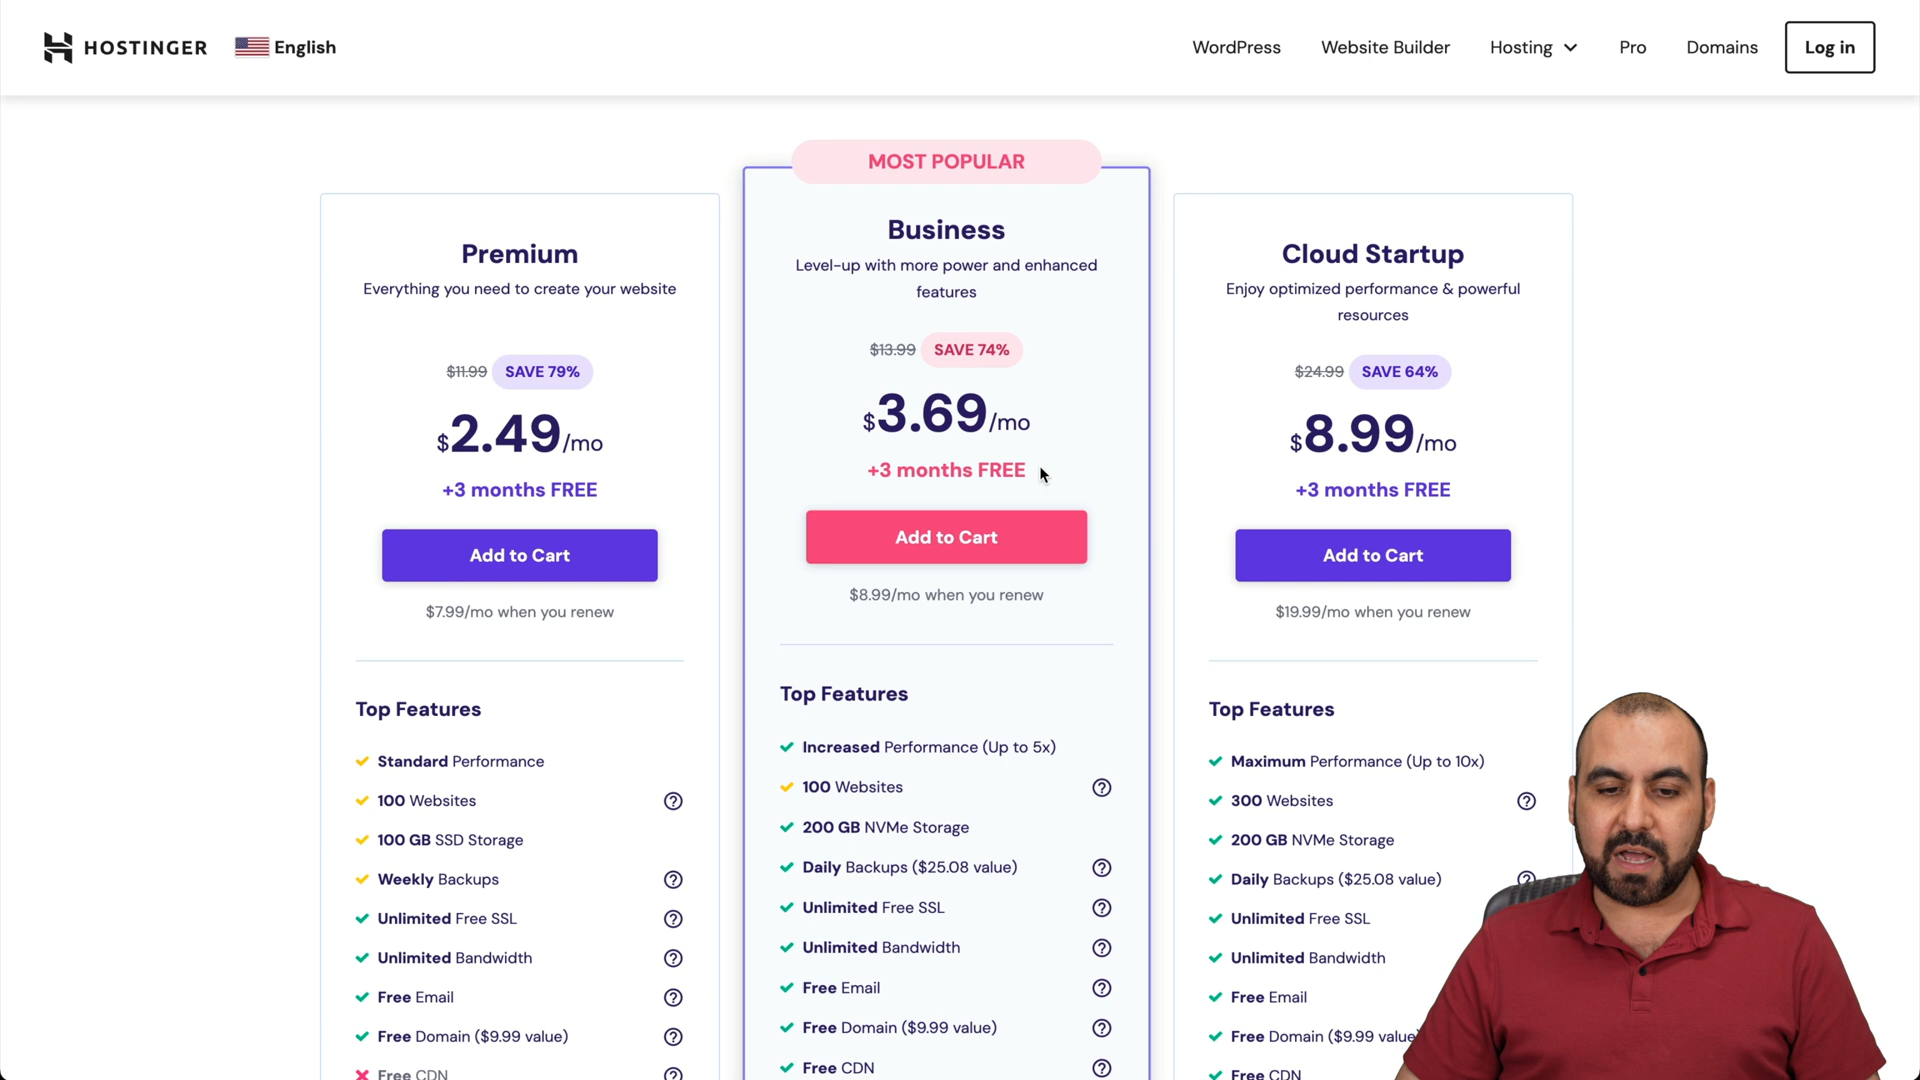 HOSTINGER
English
WordPress
Website Builder
Hosting
Pro
Domains
Log in
MOST POPULAR
Premium
Everything you need to create your website
$11.99 SAVE 79%
$2.49/mo
+3 months FREE
Add to Cart
$7.99/mo when you renew
Top Features
Standard Performance
100 Websites
100 GB SSD Storage
Weekly Backups
Unlimited Free SSL
Unlimited Bandwidth
Free Email
Free Domain ($9.99 value)
Free CDN
Business
Level-up with more power and enhanced
features
$13.99 SAVE 74%
$3.69/mo
+3 months FREE
Add to Cart
$8.99/mo when you renew
Top Features
Increased Performance (Up to 5x)
100 Websites
200 GB NVMe Storage
Daily Backups ($25.08 value)
Unlimited Free SSL
Unlimited Bandwidth
Free Email
Free Domain ($9.99 value)
Free CDN
Cloud Startup
Enjoy optimized performance & powerful
resources
$24.99 SAVE 64%
$8.99/mo
+3 months FREE
Add to Cart
$19.99/mo when you renew
Top Features
Maximum Performance (Up to 10x)
300 Websites
200 GB NVMe Storage
Daily Backups ($25.08 value)
Unlimited Free SSL
Unlimited Bandwidth
Free Email
Free Domain ($9.99 value
Free CDN